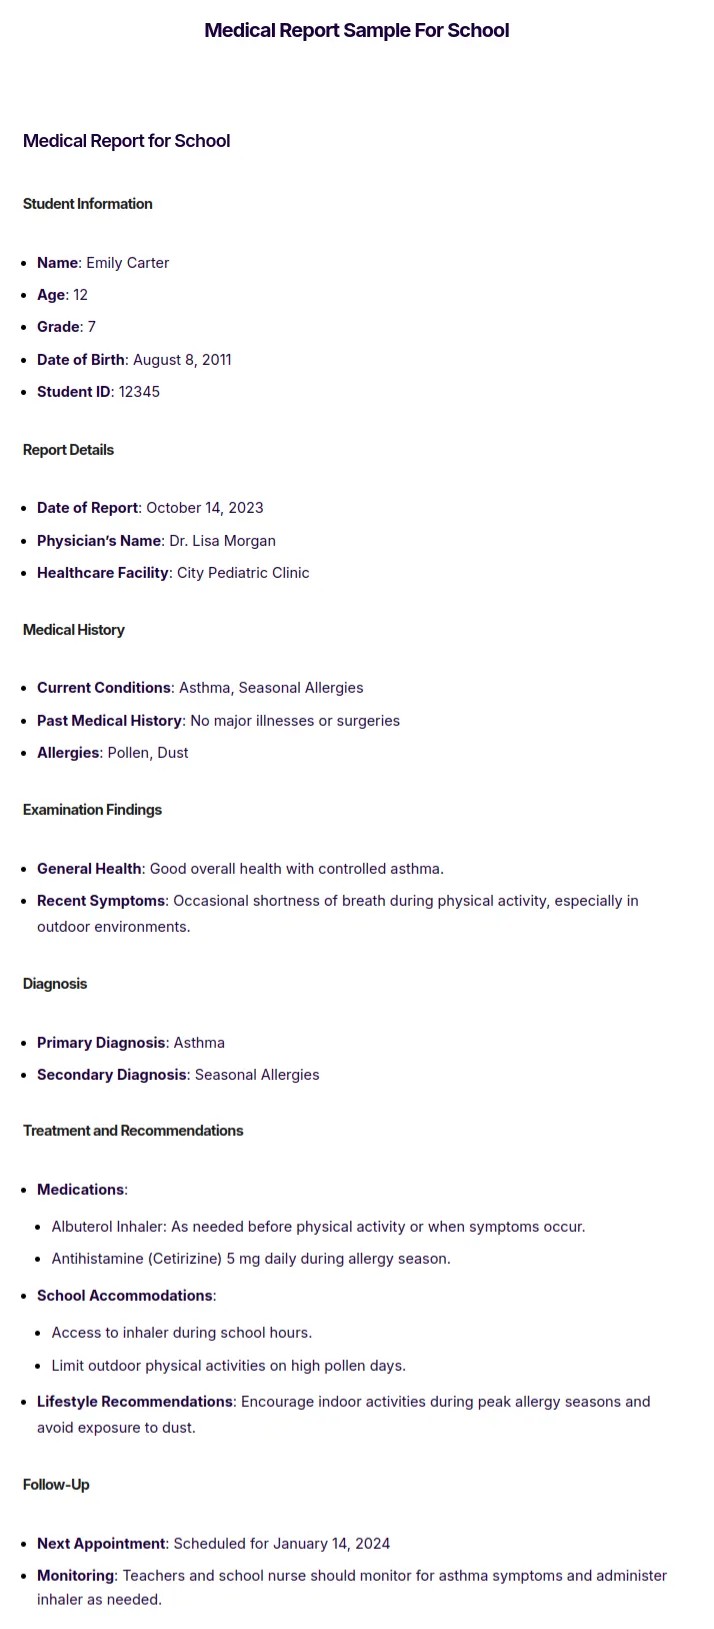 Medical Report Sample For School
Medical Report for School
Student Information
Name: Emily Carter
Age: 12
Grade: 7
Date of Birth: August 8, 2011
Student ID: 12345
Report Details
Date of Report: October 14, 2023
Physician's Name: Dr. Lisa Morgan
Healthcare Facility: City Pediatric Clinic
Medical History
Current Conditions: Asthma, Seasonal Allergies
Past Medical History: No major illnesses or surgeries
Allergies: Pollen, Dust
Examination Findings
General Health: Good overall health with controlled asthma.
Recent Symptoms: Occasional shortness of breath during physical activity, especially in
outdoor environments.
Diagnosis
Primary Diagnosis: Asthma
Secondary Diagnosis: Seasonal Allergies
Treatment and Recommendations
Medications:
Albuterol Inhaler: As needed before physical activity or when symptoms occur.
Antihistamine (Cetirizine) 5 mg daily during allergy season.
School Accommodations:
Access to inhaler during school hours.
Limit outdoor physical activities on high pollen days.
Lifestyle Recommendations: Encourage indoor activities during peak allergy seasons and
avoid exposure to dust.
Follow-Up
Next Appointment: Scheduled for January 14, 2024
Monitoring: Teachers and school nurse should monitor for asthma symptoms and administer
inhaler as needed.